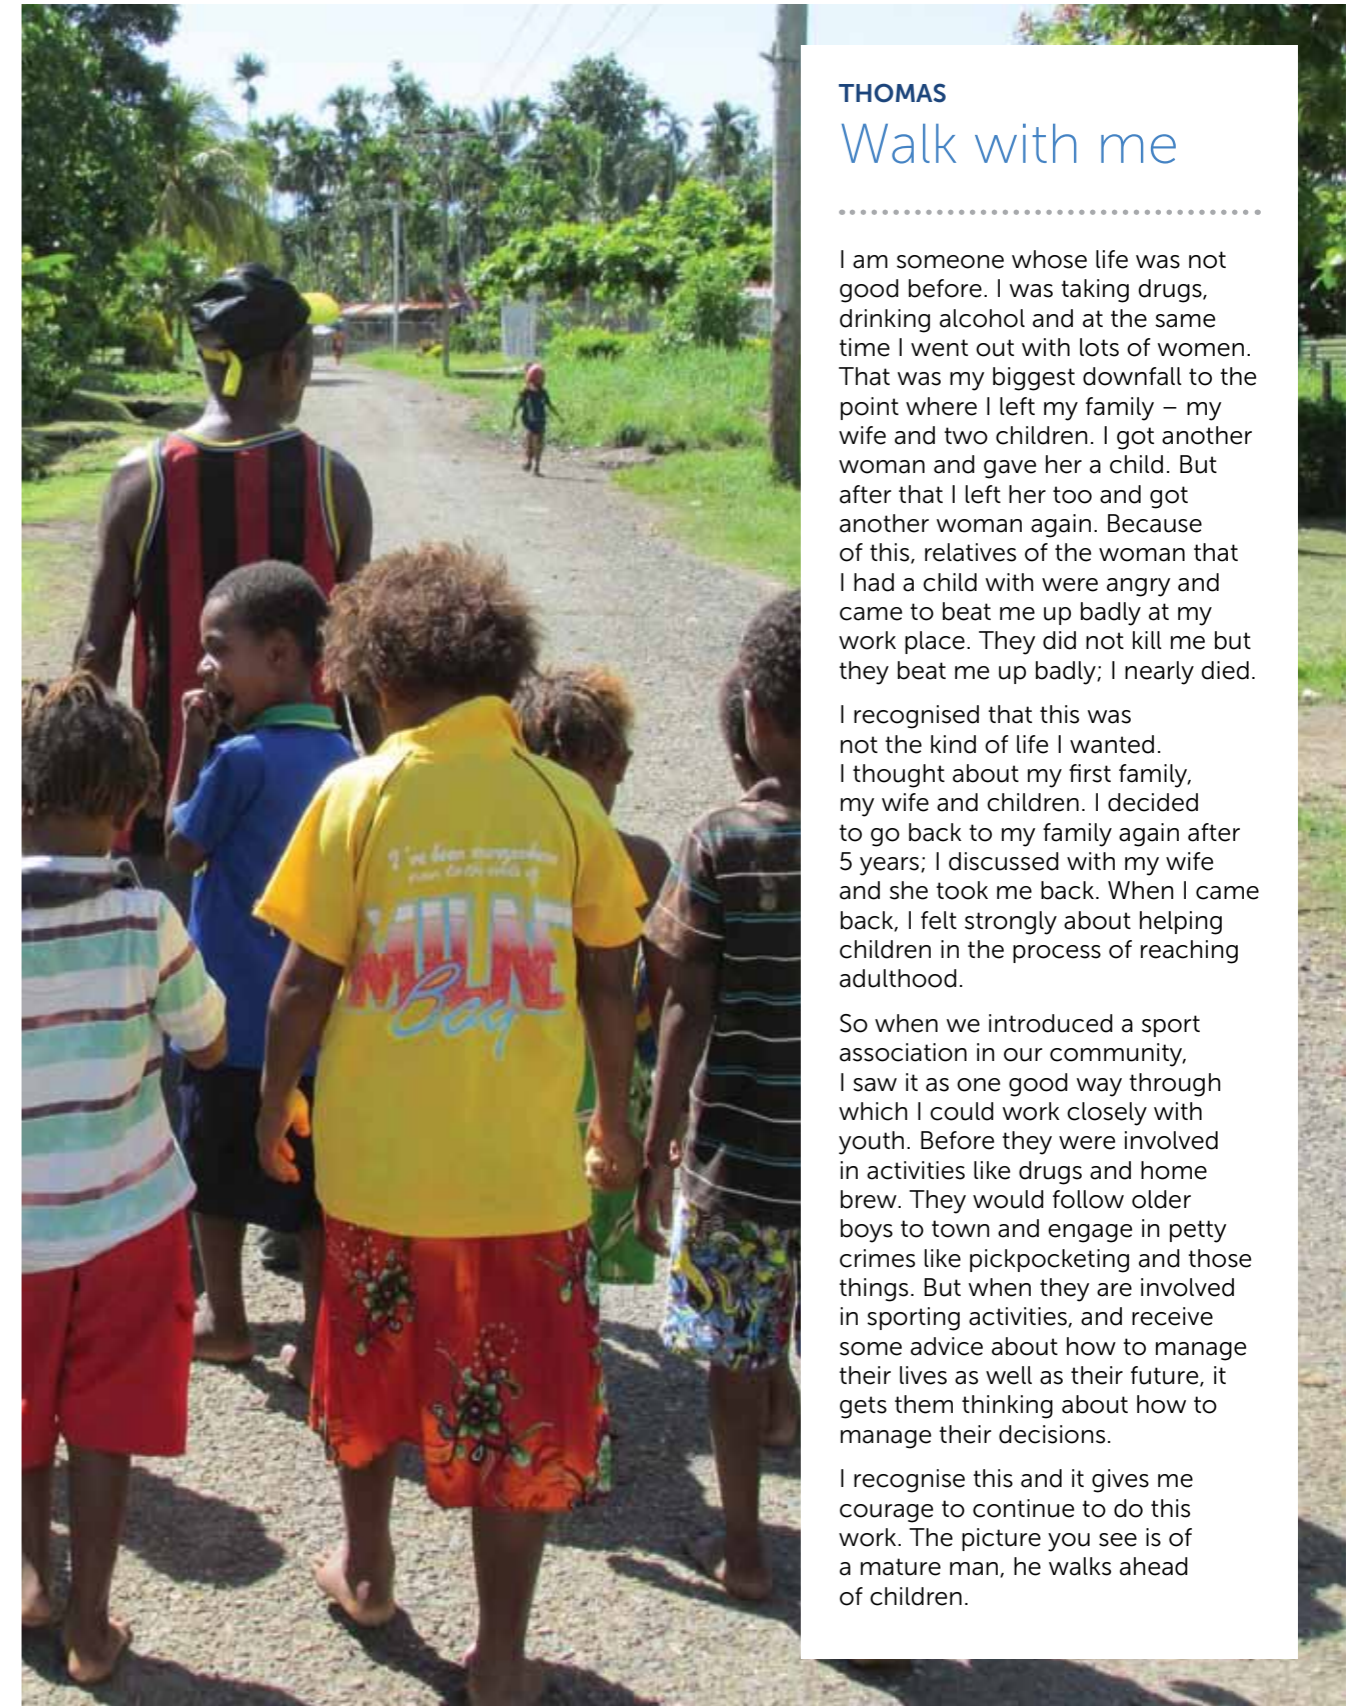 THOMAS
Walk with me
I am someone whose life was not
good before. I was taking drugs,
drinking alcohol and at the same
time I went out with lots of women.
That was my biggest downfall to the
point where I left my family – my
wife and two children. I got another
woman and gave her a child. But
after that I left her too and got
another woman again. Because
of this, relatives of the woman that
I had a child with were angry and
came to beat me up badly at my
work place. They did not kill me but
they beat me up badly; I nearly died.
I recognised that this was
not the kind of life I wanted.
I thought about my first family,
my wife and children. I decided
to go back to my family again after
5 years; I discussed with my wife
and she took me back. When I came
back, I felt strongly about helping
children in the process of reaching
adulthood.
So when we introduced a sport
association in our community,
I saw it as one good way through
which I could work closely with
youth. Before they were involved
in activities like drugs and home
brew. They would follow older
boys to town and engage in petty
crimes like pickpocketing and those
things. But when they are involved
in sporting activities, and receive
some advice about how to manage
their lives as well as their future, it
gets them thinking about how to
manage their decisions.
I recognise this and it gives me
courage to continue to do this
work. The picture you see is of
a mature man, he walks ahead
of children.
I've been
MILNE
Bay